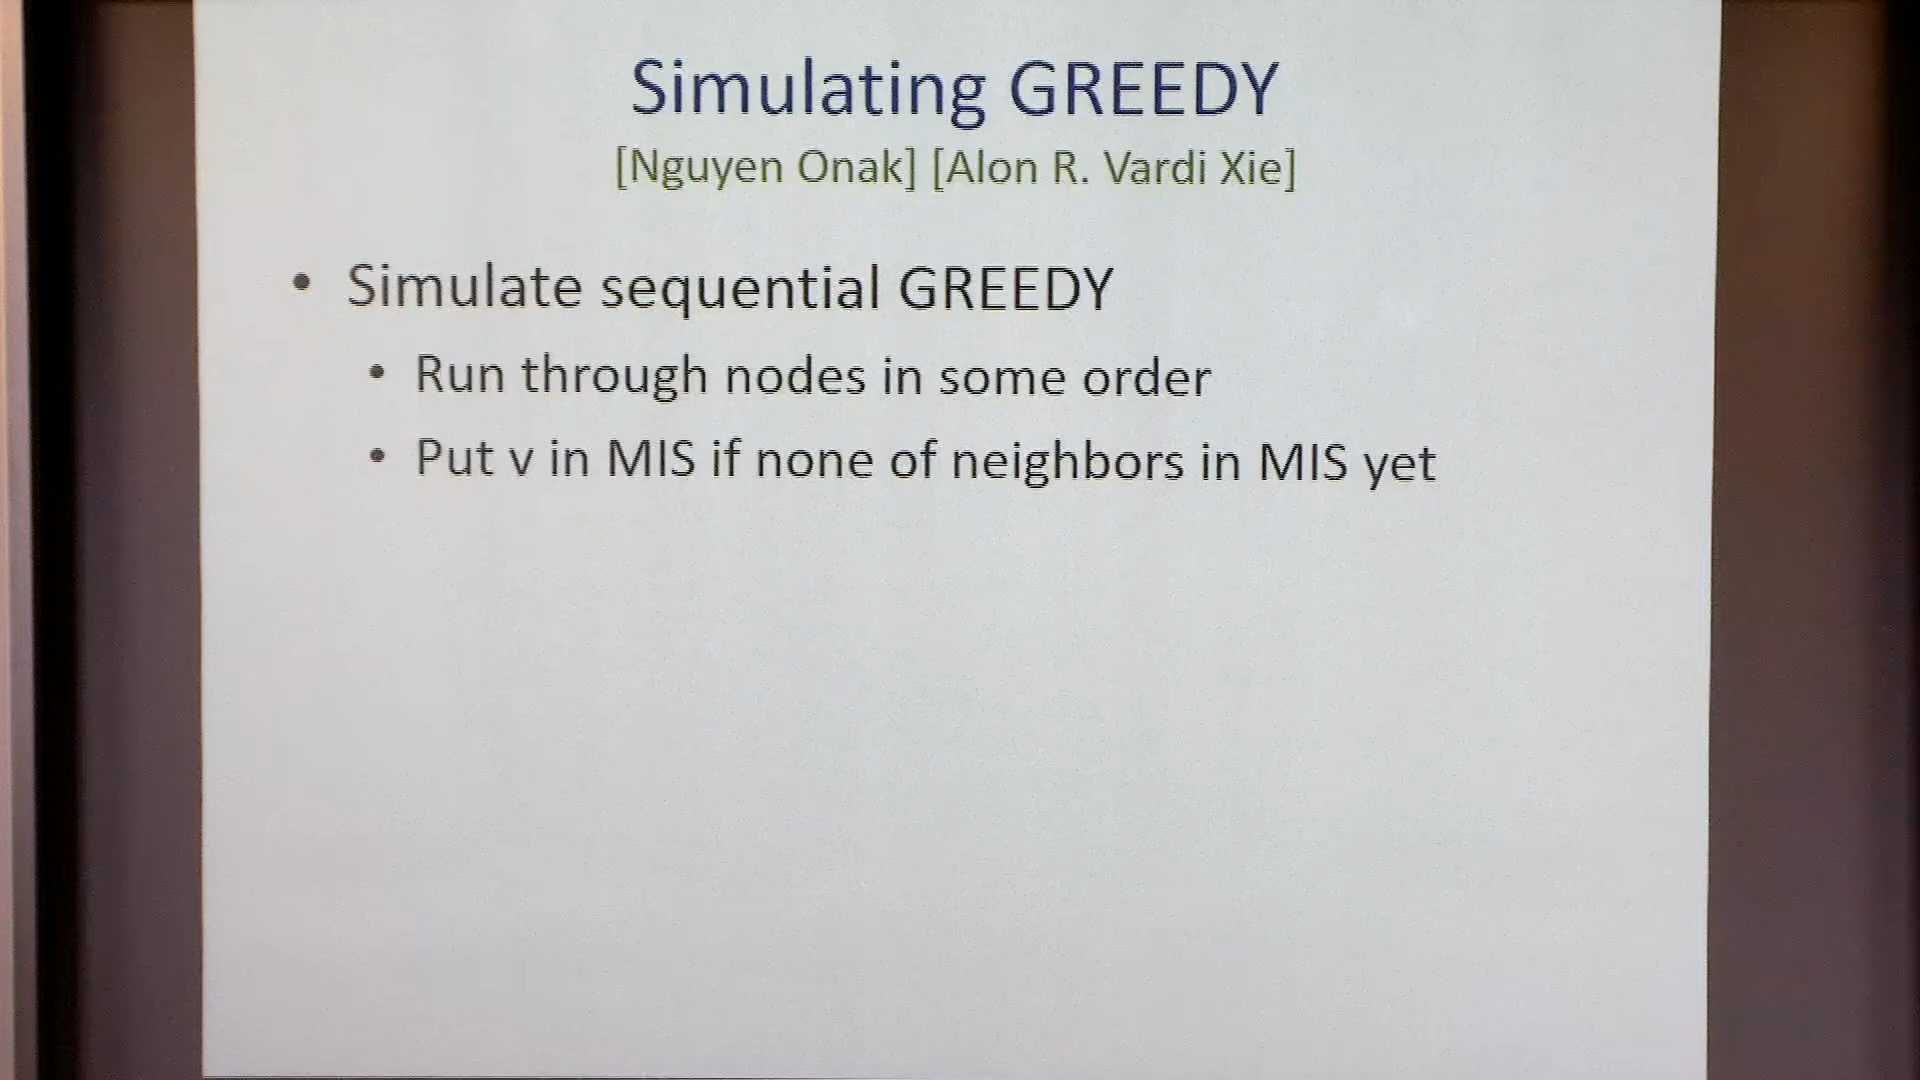 Simulating GREEDY
[Nguyen Onak] [Alon R. Vardi Xie]
• Simulate sequential GREEDY
• Run through nodes in some order
• Put v in MIS if none of neighbors in MIS yet